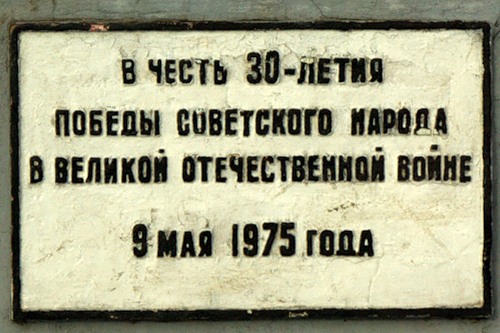 В ЧЕСТЬ 30-ЛЕТИЯ
ПОБЕДЫ СОВЕТСКОГО НАРОДА
В ВЕЛИКОЙ ОТЕЧЕСТВЕННОЙ ВОЙНЕ
9 МАЯ 1975 ГОДА